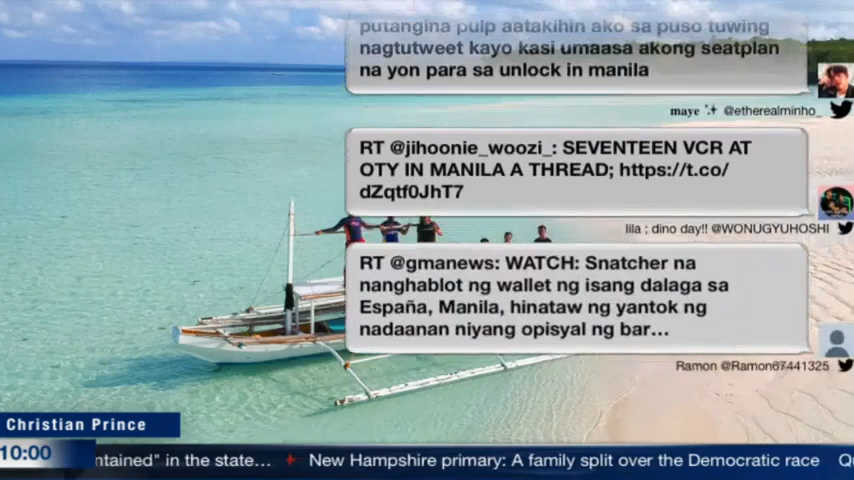 putangina pulp aatakihin ako sa puso tuwing
nagtutweet kayo kasi umaasa akong seatplan
na yon para sa unlock in manila
maye @etherealminho_
RT @jihoonie_woozi_: SEVENTEEN VCR AT
OTY IN MANILA A THREAD; https://t.co/
dZqtf0JhT7
lila ; dino day!! @WONUGYUHOSHI
RT @gmanews: WATCH: Snatcher na
nanghablot ng wallet ng isang dalaga sa
España, Manila, hinataw ng yantok ng
nadaanan niyang opisyal ng bar...
Ramon @Ramon67441325
Christian Prince
10:00
ntained" in the state... New Hampshire primary: A family split over the Democratic race